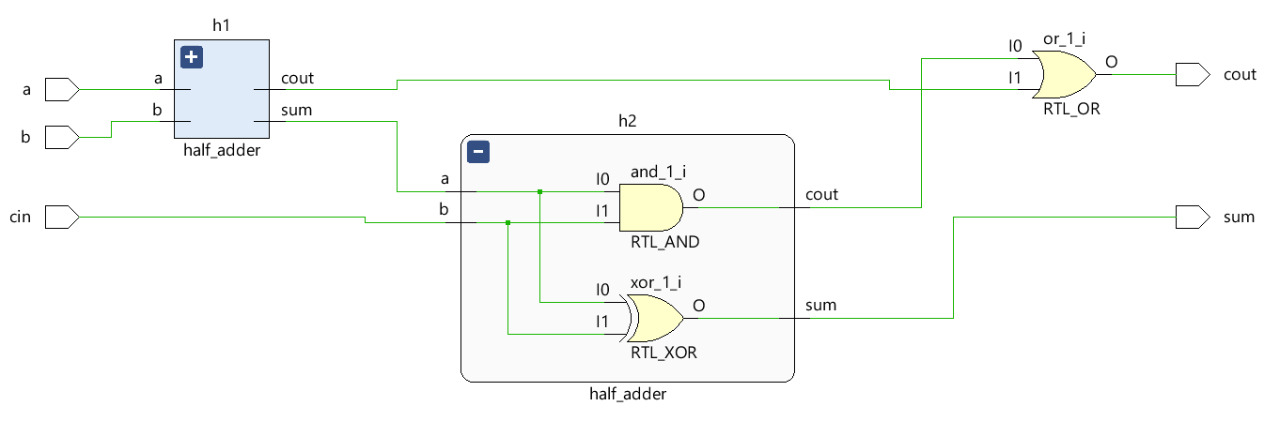 h1
a
b
a
b
+
cout
sum
half_adder
cin
h2
−
a
b
I0
I1
and_1_i
O
RTL_AND
cout
I0
I1
xor_1_i
O
RTL_XOR
sum
half_adder
I0
I1
or_1_i
O
RTL_OR
cout
sum